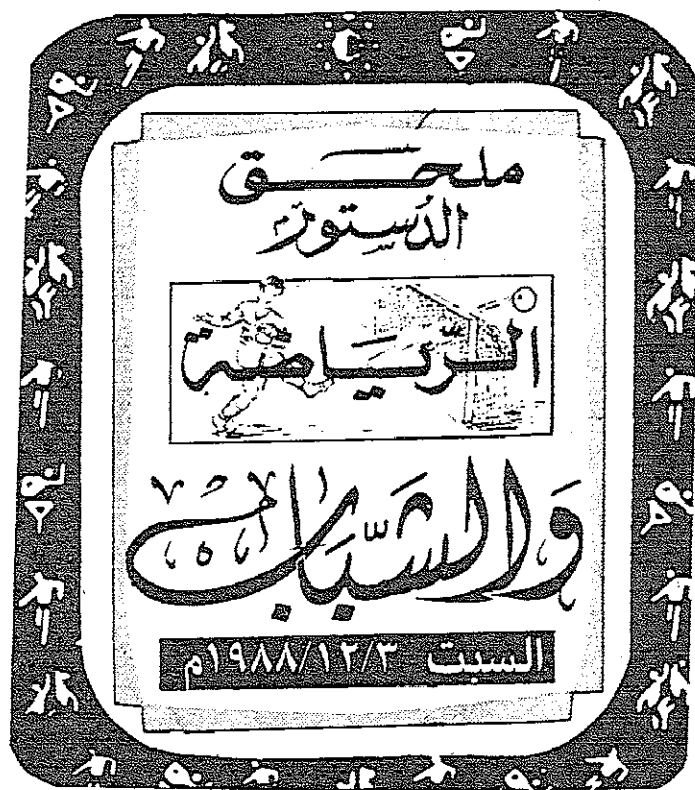 ملحق
الدستور
الرياضة
والشباب
السبت ١٩٨٨/١٢/٣م